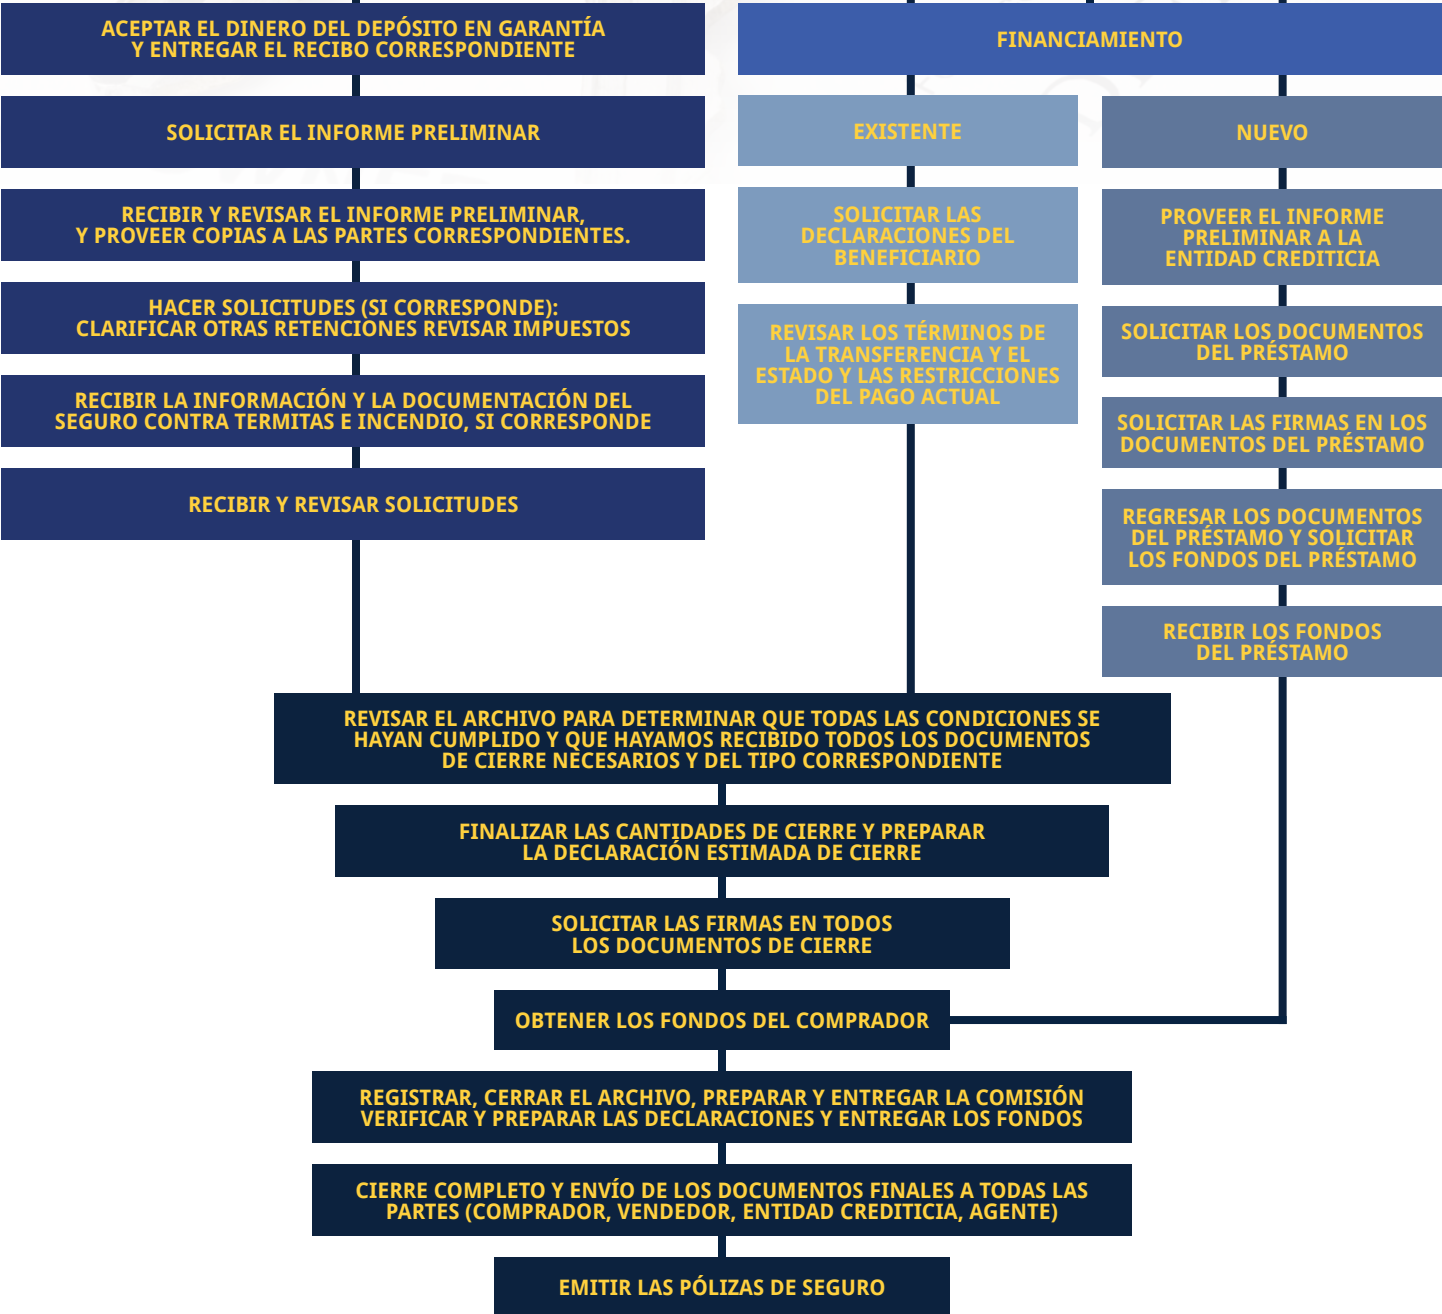 ACEPTAR EL DINERO DEL DEPÓSITO EN GARANTÍA
Y ENTREGAR EL RECIBO CORRESPONDIENTE
SOLICITAR EL INFORME PRELIMINAR
RECIBIR Y REVISAR EL INFORME PRELIMINAR,
Y PROVEER COPIAS A LAS PARTES CORRESPONDIENTES.
HACER SOLICITUDES (SI CORRESPONDE):
CLARIFICAR OTRAS RETENCIONES REVISAR IMPUESTOS
RECIBIR LA INFORMACIÓN Y LA DOCUMENTACIÓN DEL
SEGURO CONTRA TERMITAS E INCENDIO, SI CORRESPONDE
RECIBIR Y REVISAR SOLICITUDES
FINANCIAMIENTO
EXISTENTE
SOLICITAR LAS
DECLARACIONES DEL
BENEFICIARIO
REVISAR LOS TÉRMINOS DE
LA TRANSFERENCIA Y EL
ESTADO Y LAS RESTRICCIONES
DEL PAGO ACTUAL
NUEVO
PROVEER EL INFORME
PRELIMINAR A LA
ENTIDAD CREDITICIA
SOLICITAR LOS DOCUMENTOS
DEL PRÉSTAMO
SOLICITAR LAS FIRMAS EN LOS
DOCUMENTOS DEL PRÉSTAMO
REGRESAR LOS DOCUMENTOS
DEL PRÉSTAMO Y SOLICITAR
LOS FONDOS DEL PRÉSTAMO
RECIBIR LOS FONDOS
DEL PRÉSTAMO
REVISAR EL ARCHIVO PARA DETERMINAR QUE TODAS LAS CONDICIONES SE
HAYAN CUMPLIDO Y QUE HAYAMOS RECIBIDO TODOS LOS DOCUMENTOS
DE CIERRE NECESARIOS Y DEL TIPO CORRESPONDIENTE
FINALIZAR LAS CANTIDADES DE CIERRE Y PREPARAR
LA DECLARACIÓN ESTIMADA DE CIERRE
SOLICITAR LAS FIRMAS EN TODOS
LOS DOCUMENTOS DE CIERRE
OBTENER LOS FONDOS DEL COMPRADOR
REGISTRAR, CERRAR EL ARCHIVO, PREPARAR Y ENTREGAR LA COMISIÓN
VERIFICAR Y PREPARAR LAS DECLARACIONES Y ENTREGAR LOS FONDOS
CIERRE COMPLETO Y ENVÍO DE LOS DOCUMENTOS FINALES A TODAS LAS
PARTES (COMPRADOR, VENDEDOR, ENTIDAD CREDITICIA, AGENTE)
EMITIR LAS PÓLIZAS DE SEGURO